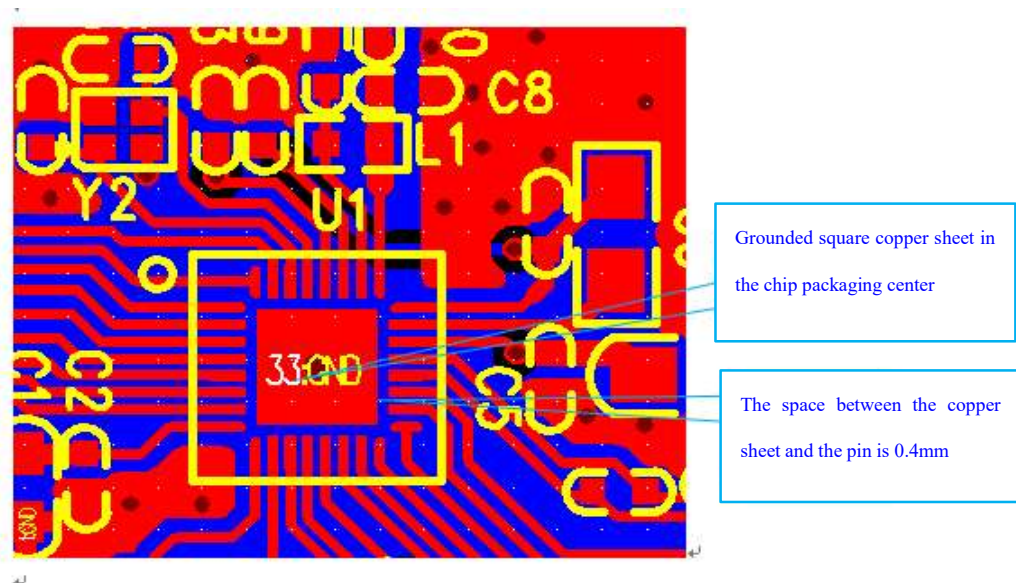 C8
L1
Y2
U1
Grounded square copper sheet in
the chip packaging center
33:GND
C1
C2
C5
The space between the copper
sheet and the pin is 0.4mm
GND